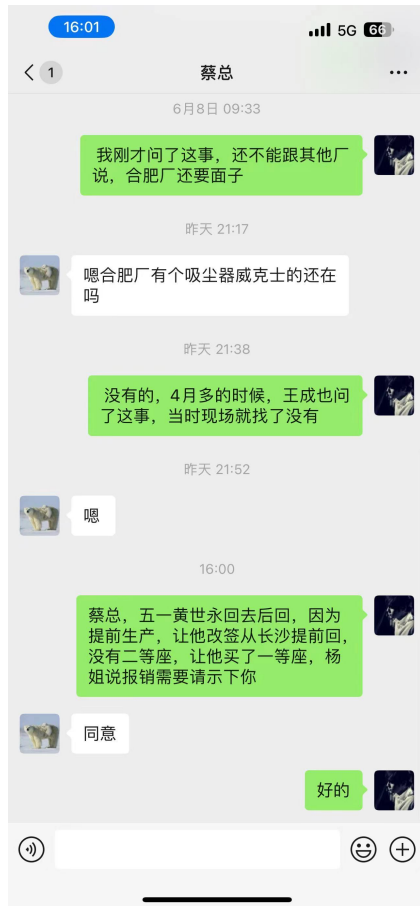 16:01
5G 66
1
蔡总
6月8日 09:33
我刚才问了这事，还不能跟其他厂
说，合肥厂还要面子
昨天 21:17
嗯合肥厂有个吸尘器威克士的还在
吗
昨天 21:38
没有的，4月多的时候，王成也问
了这事，当时现场就找了没有
昨天 21:52
嗯
16:00
蔡总，五一黄世永回去后回，因为
提前生产，让他改签从长沙提前回，
没有二等座，让他买了一等座，杨
姐说报销需要请示下你
同意
好的